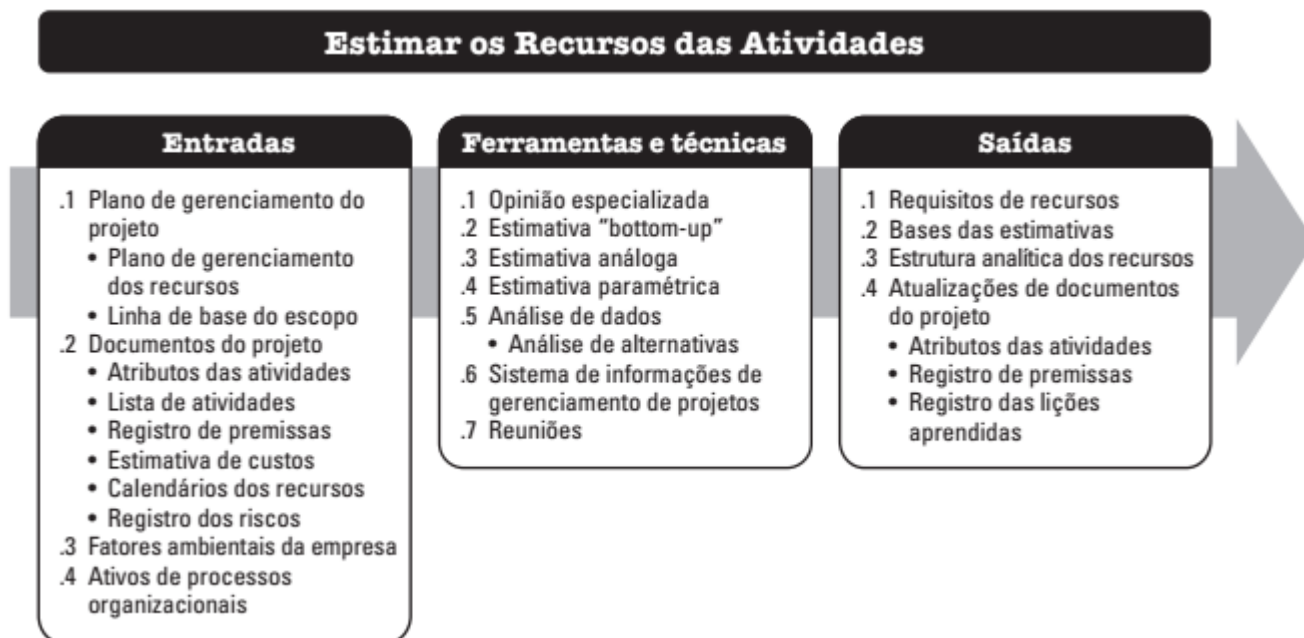 Estimar os Recursos das Atividades
Entradas
.1 Plano de gerenciamento do
projeto
• Plano de gerenciamento
dos recursos
• Linha de base do escopo
.2 Documentos do projeto
• Atributos das atividades
• Lista de atividades
• Registro de premissas
• Estimativa de custos
• Calendários dos recursos
• Registro dos riscos
.3 Fatores ambientais da empresa
.4 Ativos de processos
organizacionais
Ferramentas e técnicas
.1 Opinião especializada
.2 Estimativa “bottom-up”
.3 Estimativa análoga
.4 Estimativa paramétrica
.5 Análise de dados
• Análise de alternativas
.6 Sistema de informações de
gerenciamento de projetos
.7 Reuniões
Saídas
.1 Requisitos de recursos
.2 Bases das estimativas
.3 Estrutura analítica dos recursos
.4 Atualizações de documentos
do projeto
• Atributos das atividades
• Registro de premissas
• Registro das lições
aprendidas